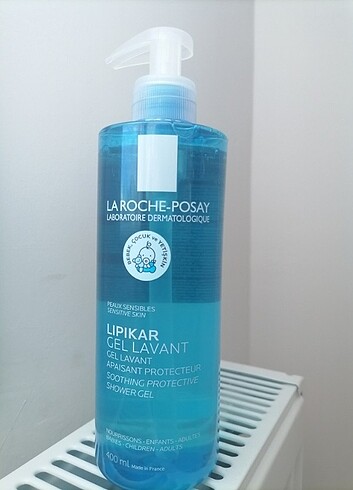 LA ROCHE-POSAY
LABORATOIRE DERMATOLOGIQUE
BEBEK, ÇOCUK ve YETİŞKİN
PEAUX SENSIBLES
SENSITIVE SKIN
LIPIKAR
GEL LAVANT
GEL LAVANT
APAISANT PROTECTEUR
SOOTHING PROTECTIVE
SHOWER GEL
NOURRISSONS - ENFANTS - ADULTES
BABIES - CHILDREN - ADULTS
400 ml Made in France